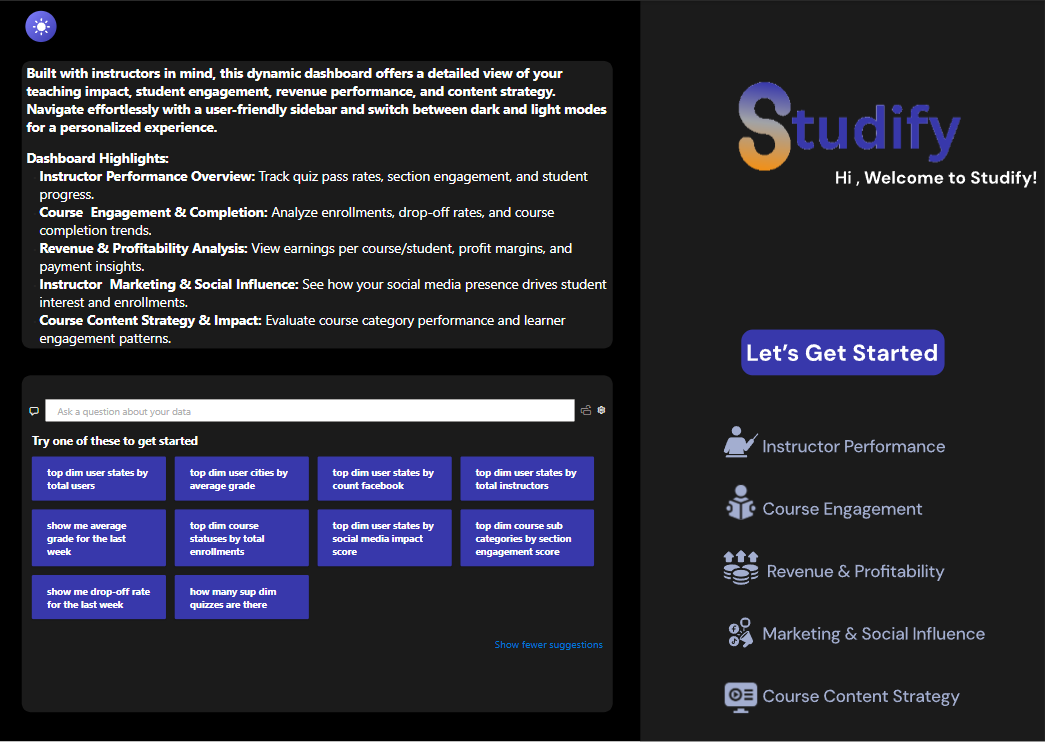 Built with instructors in mind, this dynamic dashboard offers a detailed view of your
teaching impact, student engagement, revenue performance, and content strategy.
Navigate effortlessly with a user-friendly sidebar and switch between dark and light modes
for a personalized experience.
Dashboard Highlights:
Instructor Performance Overview: Track quiz pass rates, section engagement, and student
progress.
Course  Engagement & Completion: Analyze enrollments, drop-off rates, and course
completion trends.
Revenue & Profitability Analysis: View earnings per course/student, profit margins, and
payment insights.
Instructor  Marketing & Social Influence: See how your social media presence drives student
interest and enrollments.
Course Content Strategy & Impact: Evaluate course category performance and learner
engagement patterns.
Ask a question about your data
Try one of these to get started
top dim user states by
total users
top dim user cities by
average grade
top dim user states by
count facebook
top dim user states by
total instructors
show me average
grade for the last
week
top dim course
statuses by total
enrollments
top dim user states by
social media impact
score
top dim course sub
categories by section
engagement score
show me drop-off rate
for the last week
how many sup dim
quizzes are there
Show fewer suggestions
Studify
Hi , Welcome to Studify!
Let's Get Started
Instructor Performance
Course Engagement
Revenue & Profitability
Marketing & Social Influence
Course Content Strategy